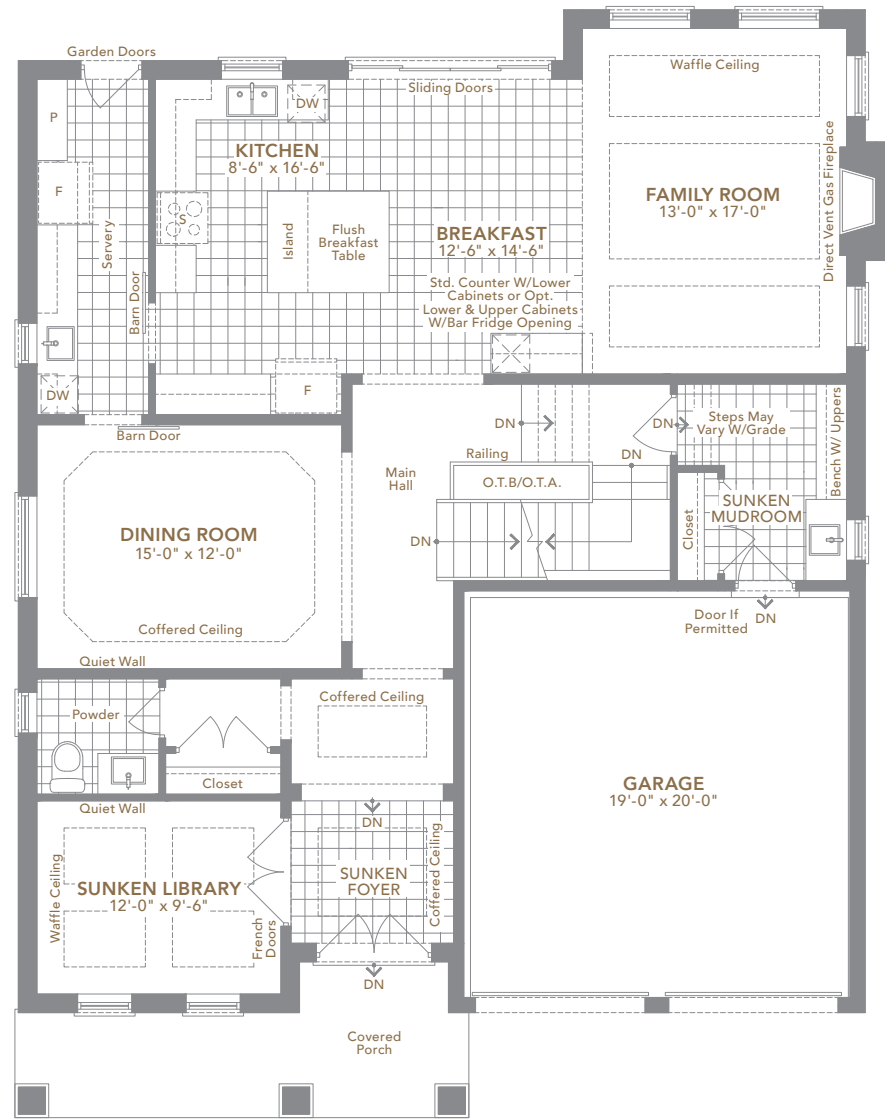 Garden Doors
Waffle Ceiling
P
Sliding Doors
DW
KITCHEN
8'-6" x 16'-6"
F
FAMILY ROOM
13'-0" x 17'-0"
Direct Vent Gas Fireplace
S
Servery
Island
Flush
Breakfast
Table
BREAKFAST
12'-6" x 14'-6"
Std. Counter W/Lower
Cabinets or Opt.
Lower & Upper Cabinets
W/Bar Fridge Opening
Barn Door
DW
F
Barn Door
DN
DN
Steps May
Vary W/Grade
Bench W/ Uppers
Railing
DN
Main
Hall
O.T.B/O.T.A.
SUNKEN
MUDROOM
Closet
DINING ROOM
15'-0" x 12'-0"
DN
Coffered Ceiling
Door If
Permitted
DN
Quiet Wall
Coffered Ceiling
Powder
Closet
GARAGE
19'-0" x 20'-0"
Quiet Wall
DN
Waffle Ceiling
SUNKEN LIBRARY
12'-0" x 9'-6"
French
Doors
SUNKEN
FOYER
Coffered Ceiling
DN
Covered
Porch